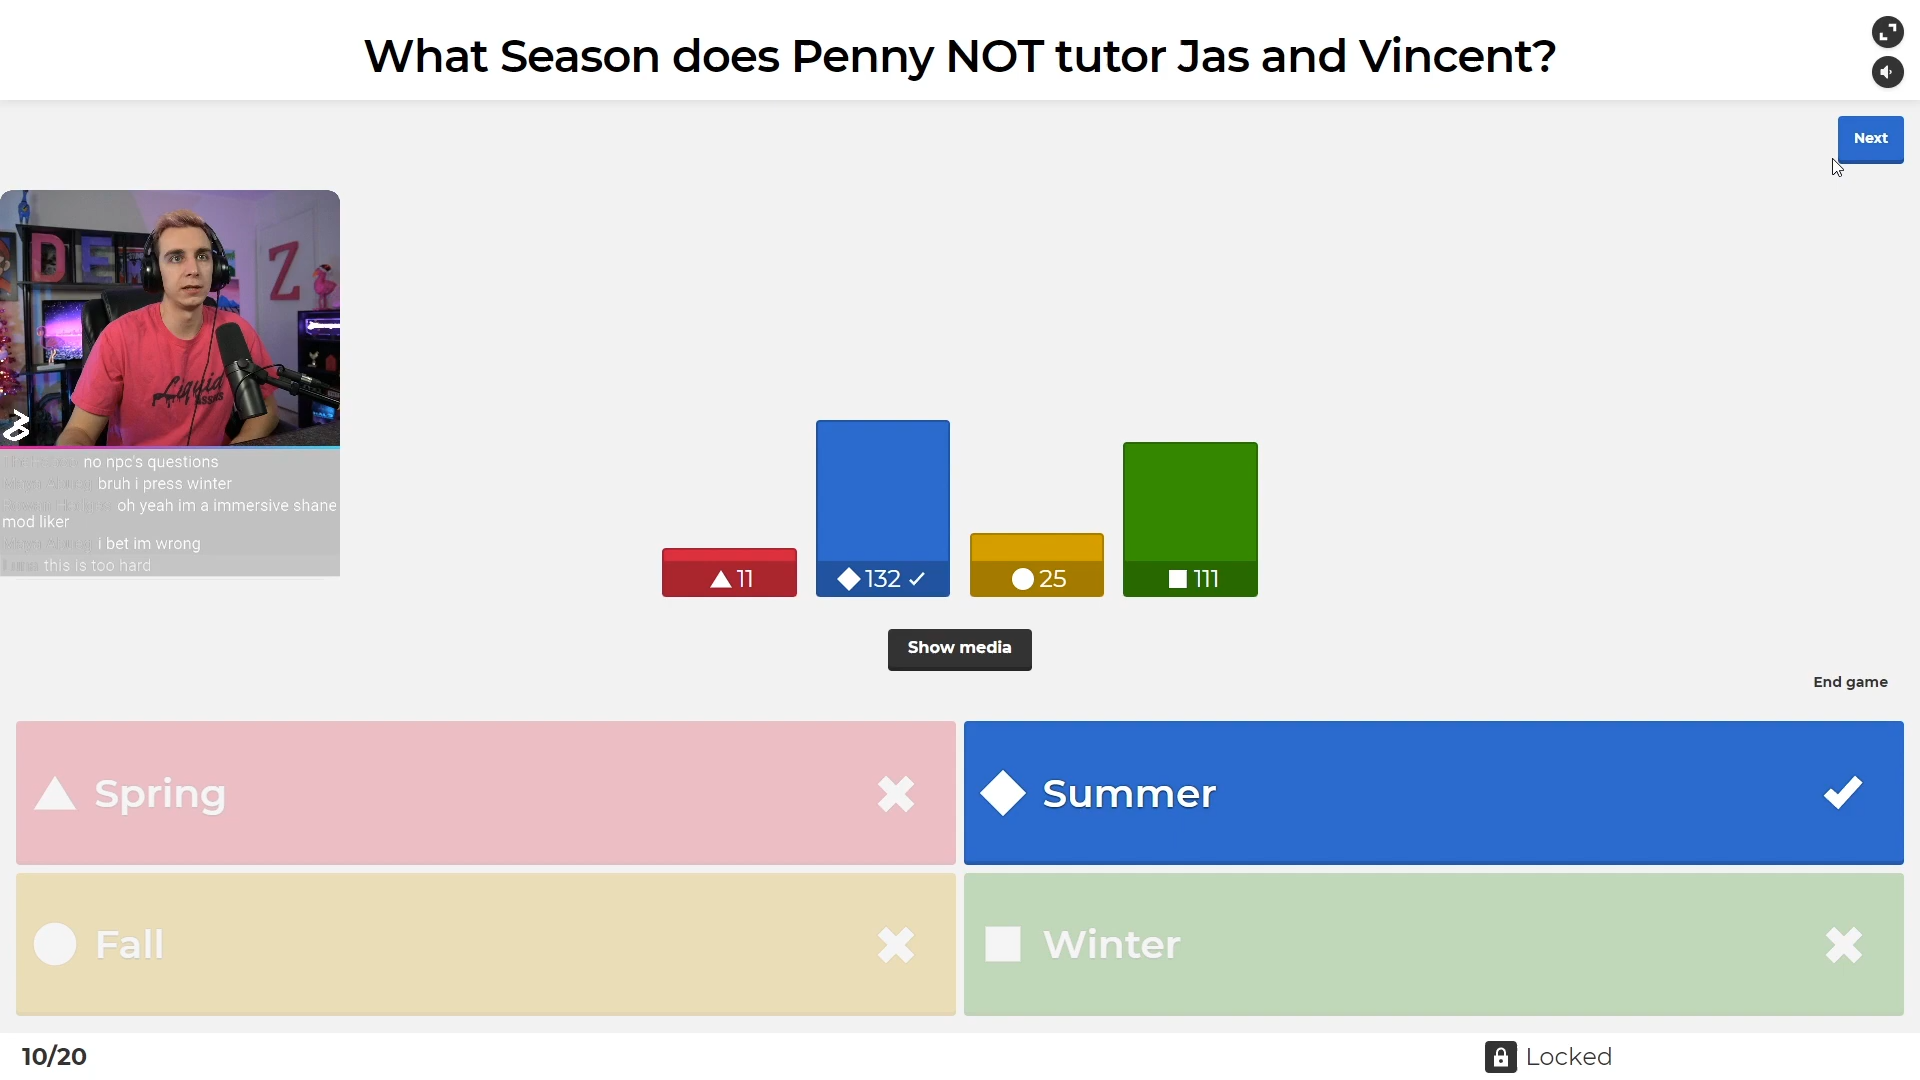 What Season does Penny NOT tutor Jas and Vincent?
Next
DEM
Z
Liquid
no npc's questions
bruh i press winter
oh yeah im a immersive shane
mod liker
i bet im wrong
this is too hard
11
132
25
111
Show media
End game
Spring
Summer
Fall
Winter
10/20
Locked